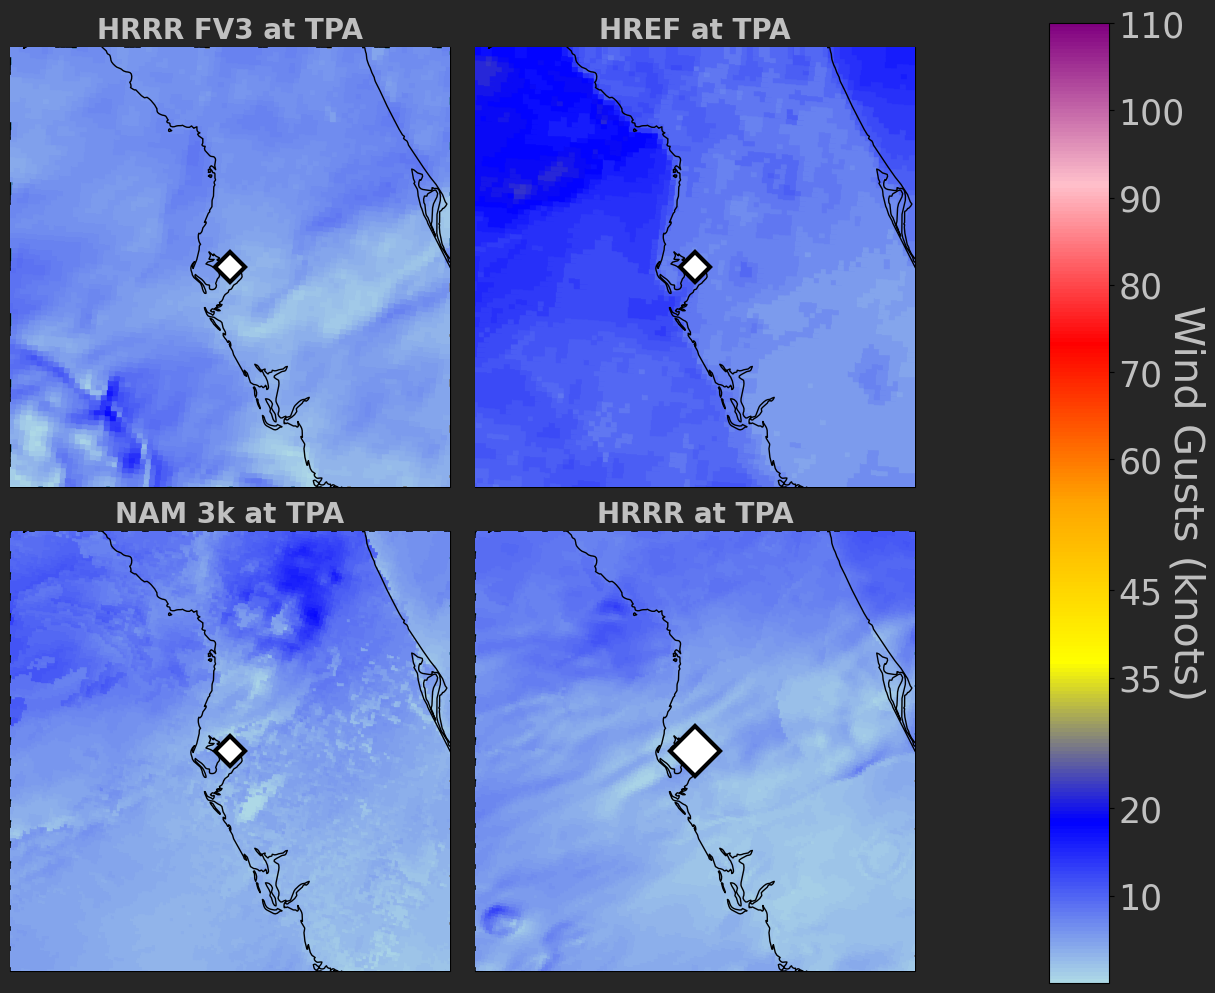 HRRR FV3 at TPA
HREF at TPA
NAM 3k at TPA
HRRR at TPA
110
100
90
80
70
60
45
35
20
10
Wind Gusts (knots)